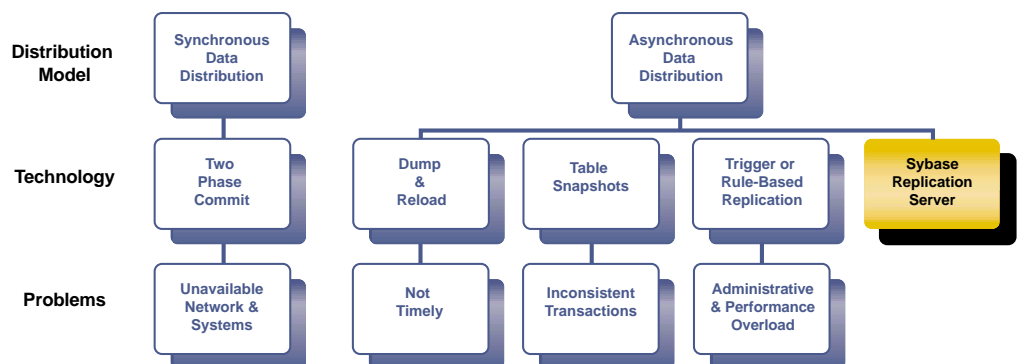 Distribution
Model
Synchronous
Data
Distribution
Asynchronous
Data
Distribution
Technology
Two
Phase
Commit
Dump
&
Reload
Table
Snapshots
Trigger or
Rule-Based
Replication
Sybase
Replication
Server
Problems
Unavailable
Network &
Systems
Not
Timely
Inconsistent
Transactions
Administrative
& Performance
Overload